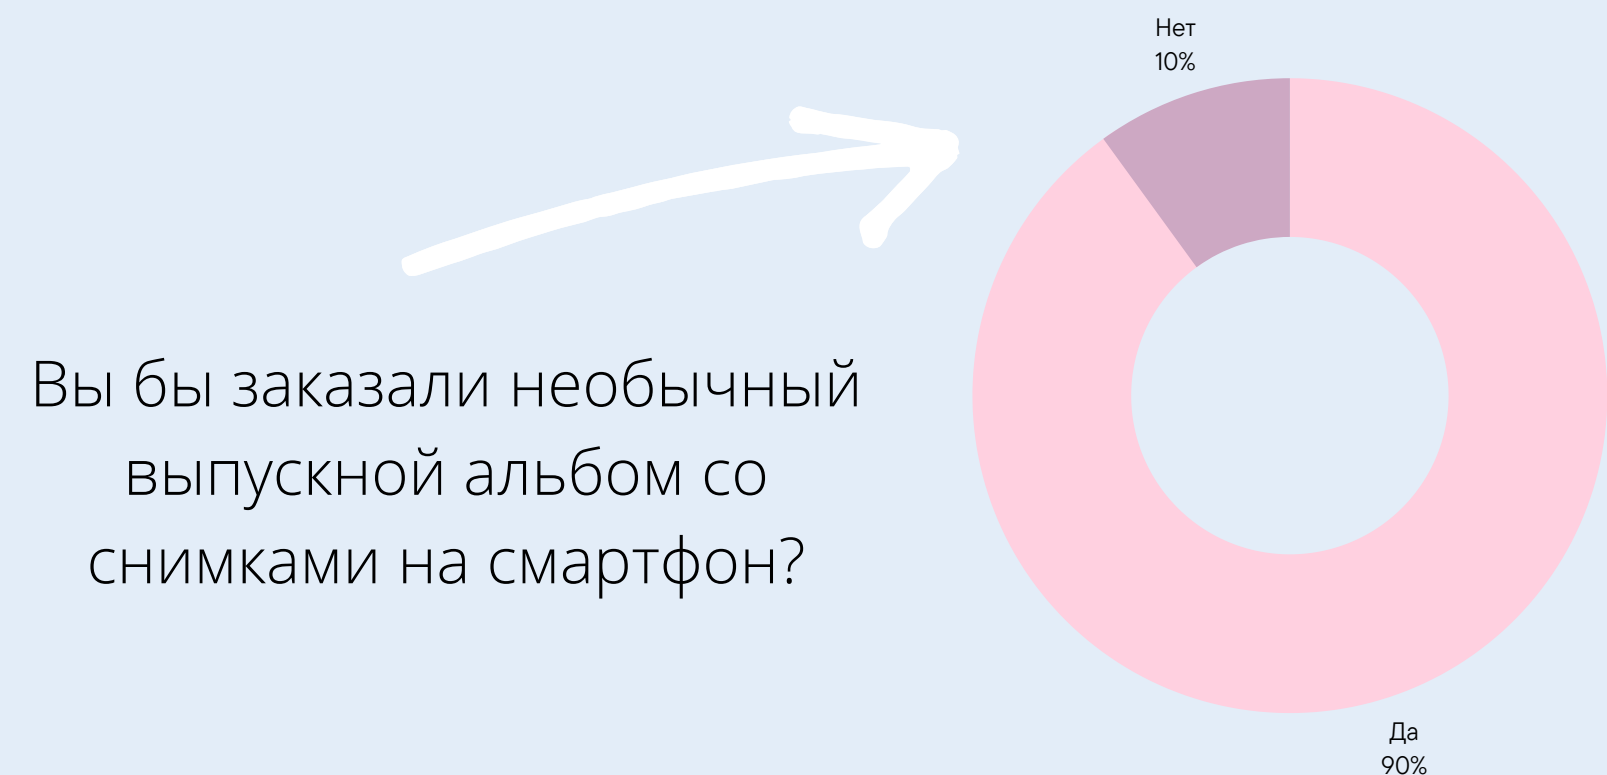 Нет
10%
Вы бы заказали необычный
выпускной альбом со
снимками на смартфон?
Да
90%